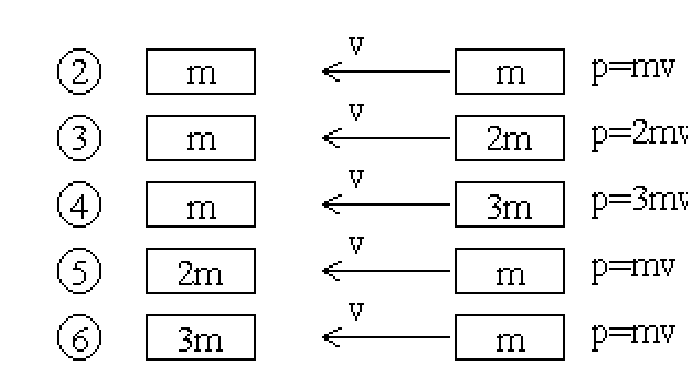 ② m v m p=mv
③ m v 2m p=2mv
④ m v 3m p=3mv
⑤ 2m v m p=mv
⑥ 3m v m p=mv